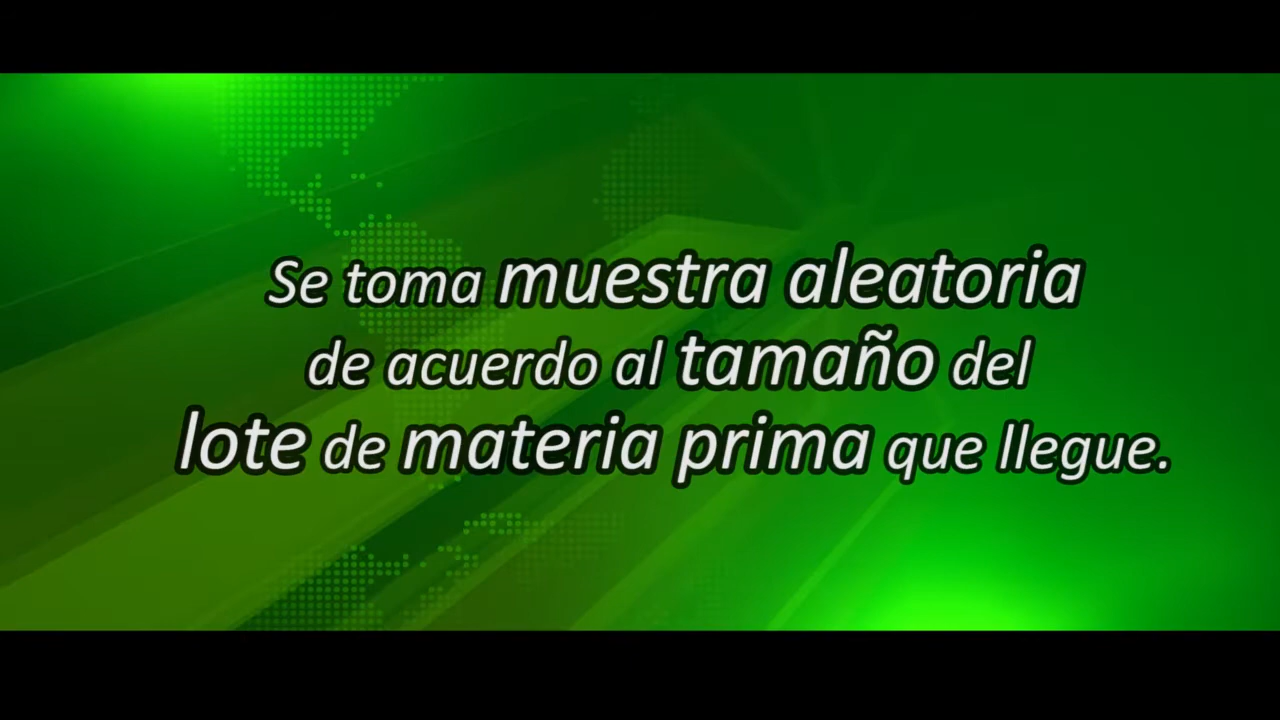 Se toma muestra aleatoria
de acuerdo al tamaño del
lote de materia prima que llegue.